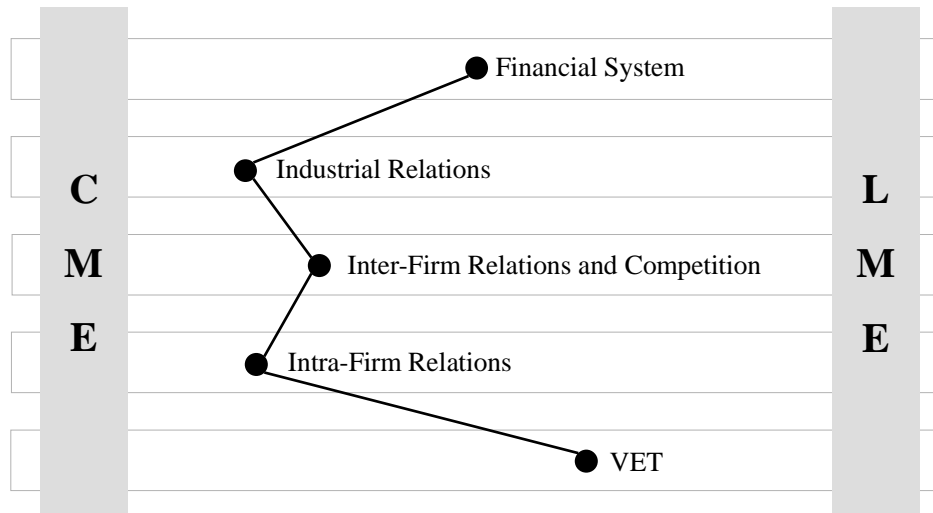 Financial System
Industrial Relations
C
L
M
Inter-Firm Relations and Competition
M
E
Intra-Firm Relations
E
VET